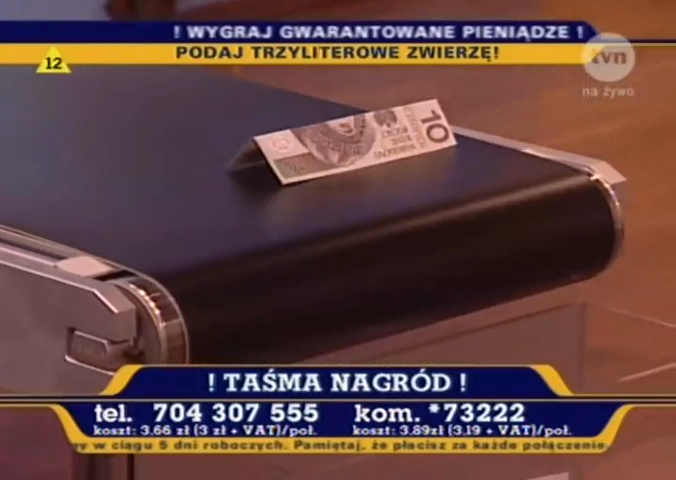 ! WYGRAJ GWARANTOWANE PIENIĄDZE !
PODAJ TRZYLITEROWE ZWIERZĘ!
12
tvn
na żywo
10
! TAŚMA NAGRÓD !
tel. 704 307 555 kom. *73222
koszt: 3.66 zł (3 zł + VAT)/poł. koszt: 3.89zł (3.19 + VAT)/poł.
w ciągu 5 dni roboczych. Pamiętaj, że płacisz za każde połączenie